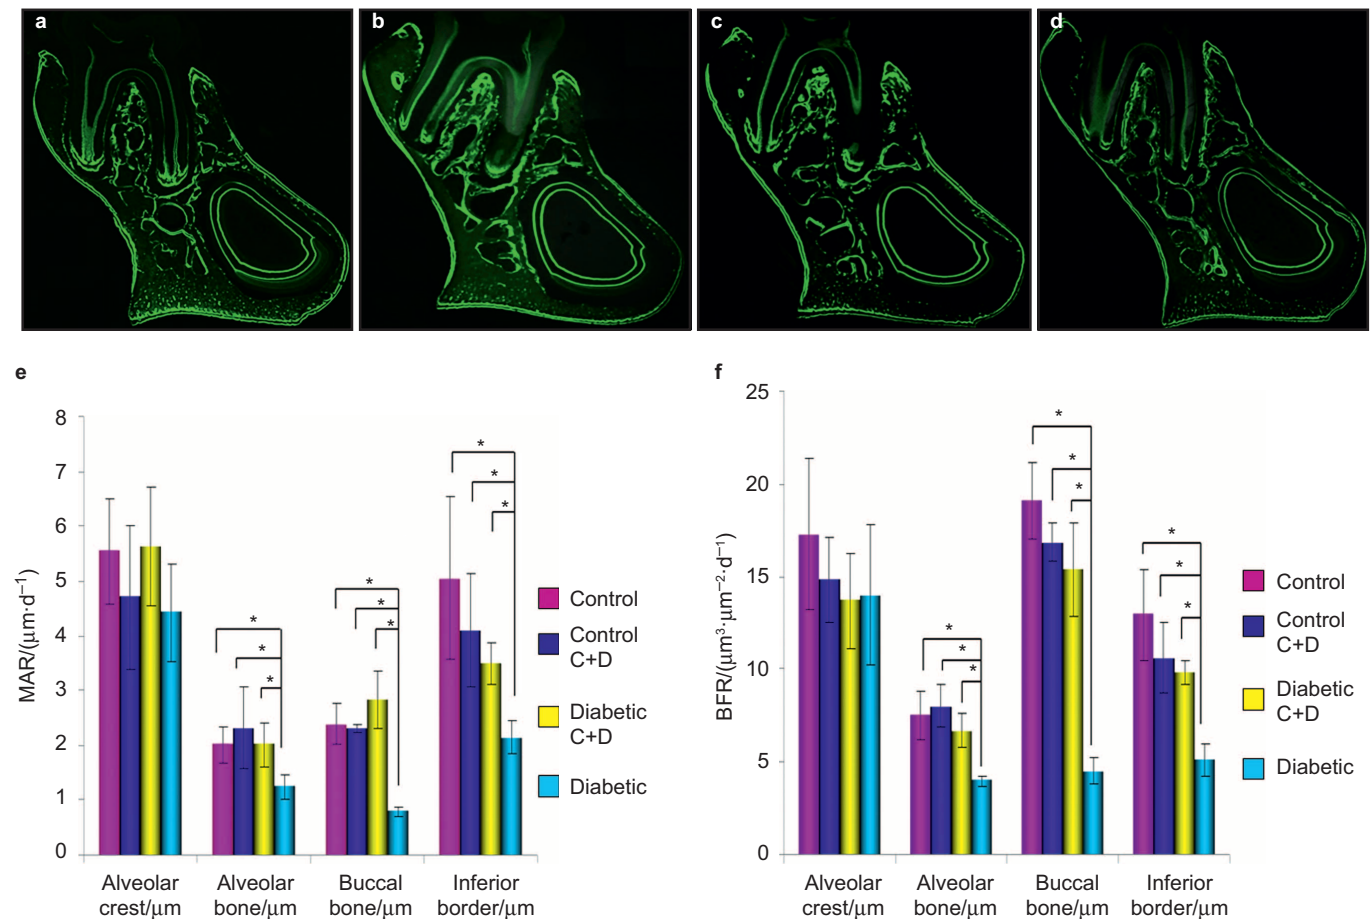 a
b
c
d
e
MAR/(μm·d⁻¹)
8
7
6
5
4
3
2
1
0
*
*
*
*
*
*
*
*
*
Alveolar
crest/μm
Alveolar
bone/μm
Buccal
bone/μm
Inferior
border/μm
Control
Control
C+D
Diabetic
C+D
Diabetic
f
BFR/(μm³·μm⁻²·d⁻¹)
25
20
15
10
5
0
*
*
*
*
*
*
*
*
*
Alveolar
crest/μm
Alveolar
bone/μm
Buccal
bone/μm
Inferior
border/μm
Control
Control
C+D
Diabetic
C+D
Diabetic